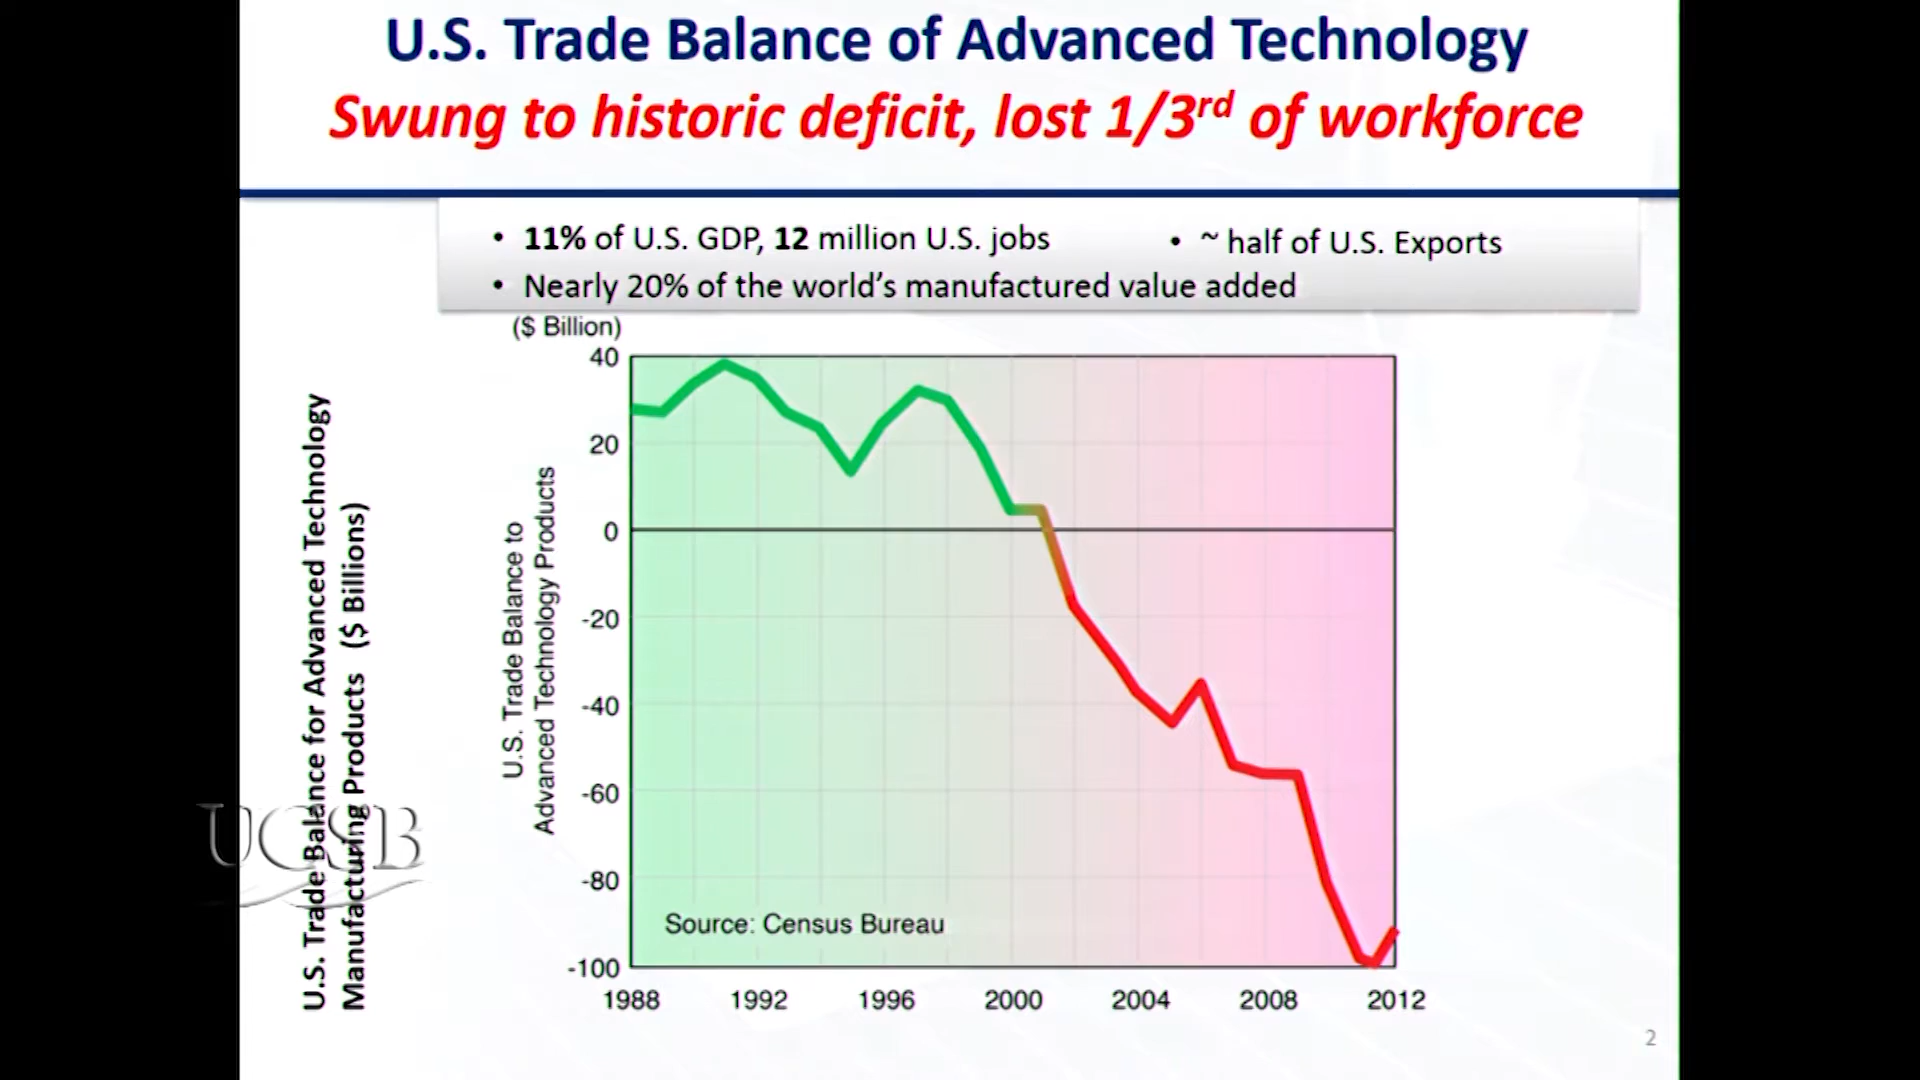 U.S. Trade Balance of Advanced Technology
Swung to historic deficit, lost 1/3rd of workforce
• 11% of U.S. GDP, 12 million U.S. jobs
• ~ half of U.S. Exports
• Nearly 20% of the world's manufactured value added
($ Billion)
40
20
0
-20
-40
-60
-80
-100
U.S. Trade Balance for Advanced Technology
Manufacturing Products ($ Billions)
U.S. Trade Balance to
Advanced Technology Products
Source: Census Bureau
1988 1992 1996 2000 2004 2008 2012
UCSB
2